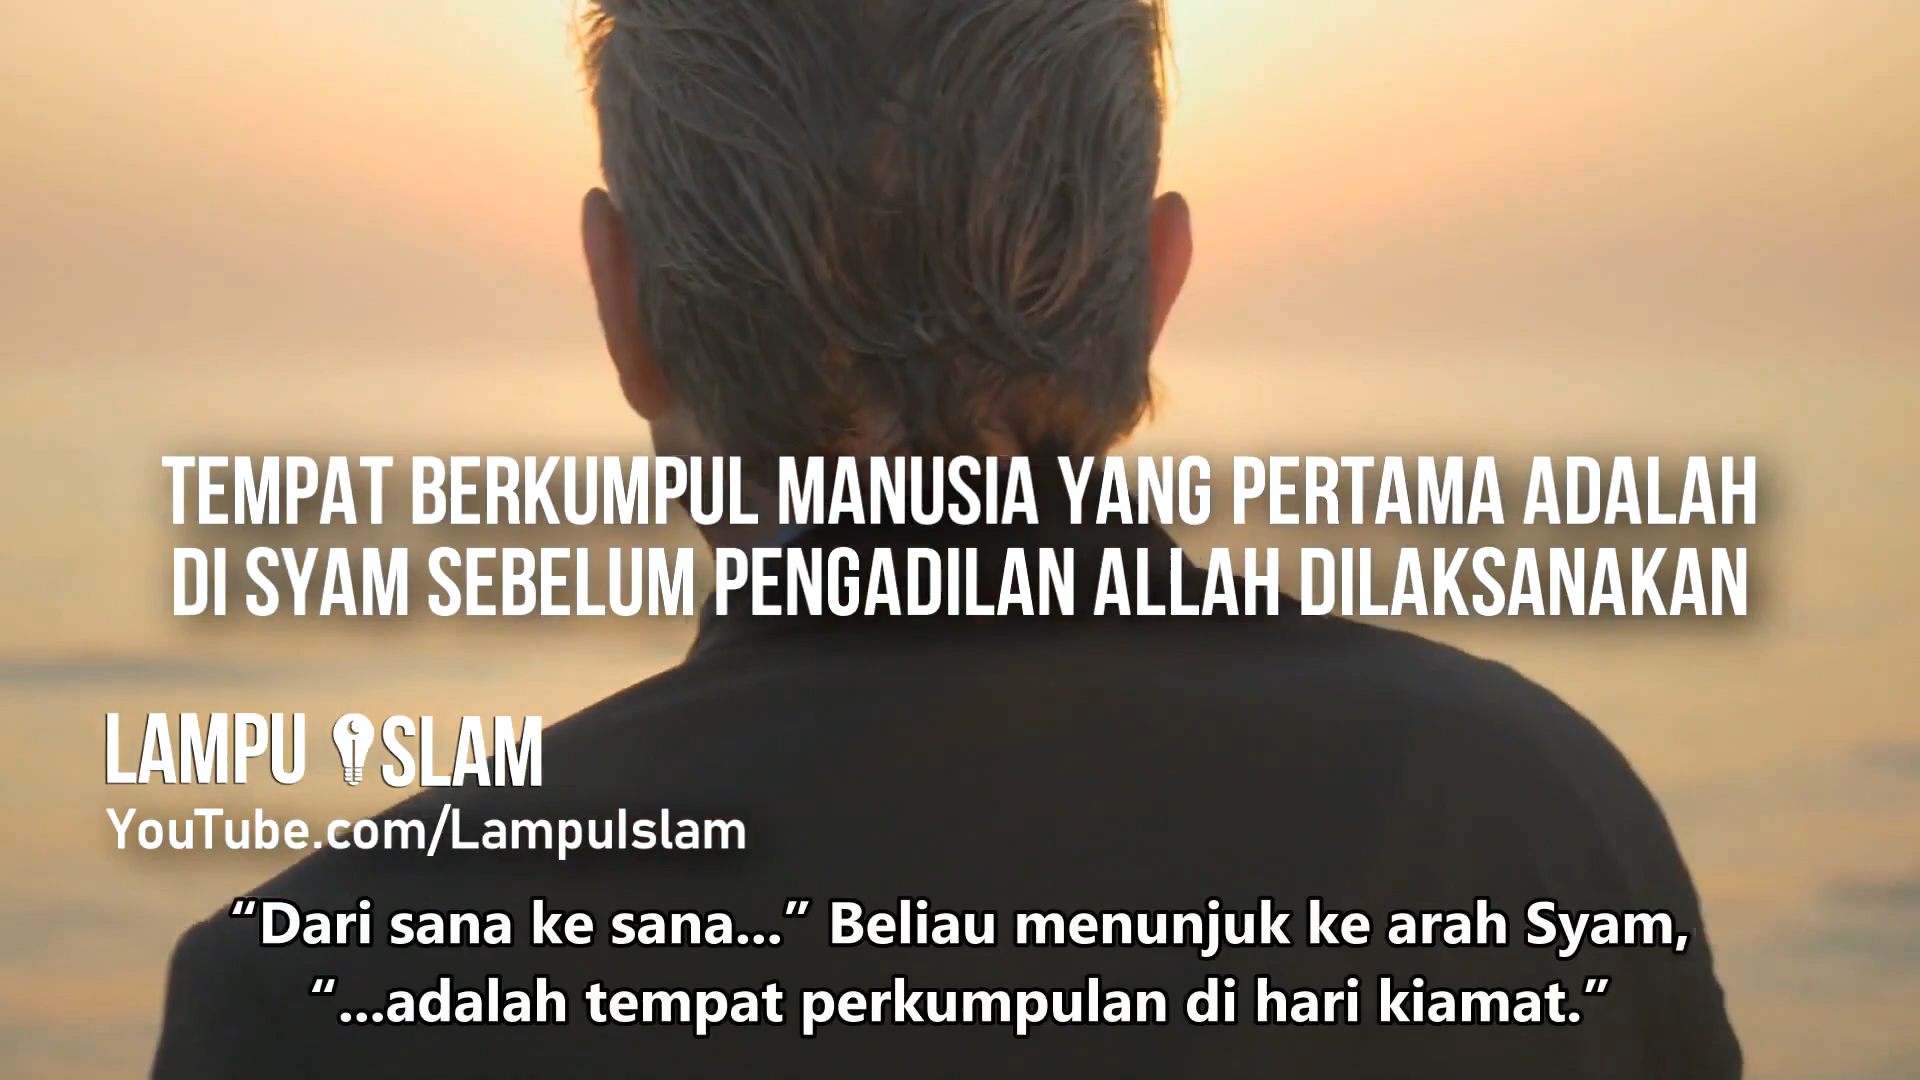 TEMPAT BERKUMPUL MANUSIA YANG PERTAMA ADALAH
DI SYAM SEBELUM PENGADILAN ALLAH DILAKSANAKAN
LAMPU ISLAM
YouTube.com/LampuIslam
“Dari sana ke sana...” Beliau menunjuk ke arah Syam,
“...adalah tempat perkumpulan di hari kiamat.”